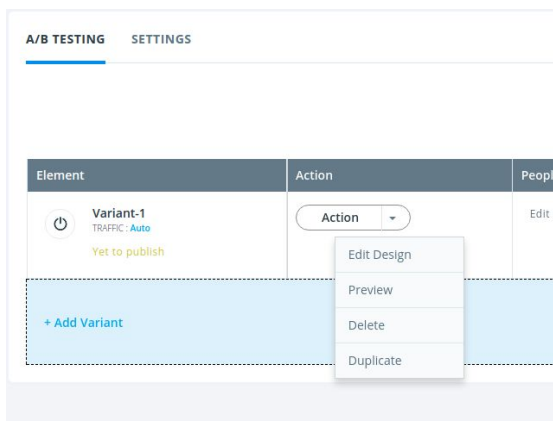 A/B TESTING SETTINGS
Element Action Peopl
Variant-1
TRAFFIC : Auto
Yet to publish
Action
Edit
Edit Design
Preview
Delete
Duplicate
+ Add Variant